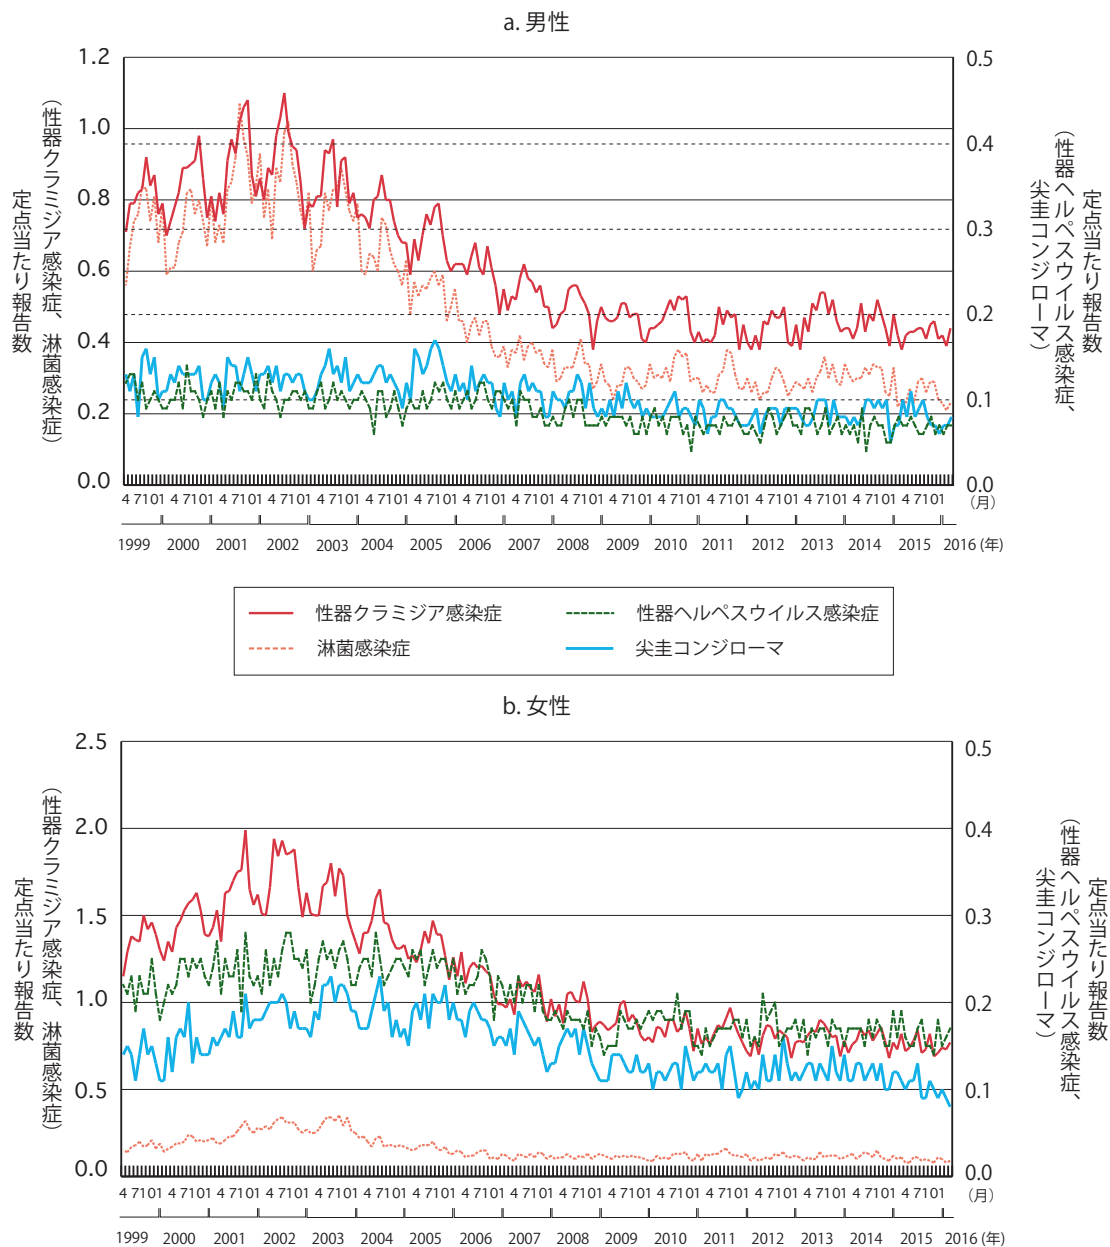 a. 男性
1.2
1.0
0.8
0.6
0.4
0.2
0.0
0.5
0.4
0.3
0.2
0.1
0.0
定点当たり報告数
（性器クラミジア感染症、淋菌感染症）
定点当たり報告数
（性器ヘルペスウイルス感染症、
尖圭コンジローマ）
4 7101 4 7101 4 7101 4 7101 4 7101 4 7101 4 7101 4 7101 4 7101 4 7101 4 7101 4 7101 4 7101 4 7101 4 7101 4 7101 4 7101 （月）
1999 2000 2001 2002 2003 2004 2005 2006 2007 2008 2009 2010 2011 2012 2013 2014 2015 2016 (年)
性器クラミジア感染症 性器ヘルペスウイルス感染症
淋菌感染症 尖圭コンジローマ
b. 女性
2.5
2.0
1.5
1.0
0.5
0.0
0.5
0.4
0.3
0.2
0.1
0.0
定点当たり報告数
（性器クラミジア感染症、淋菌感染症）
定点当たり報告数
（性器ヘルペスウイルス感染症、
尖圭コンジローマ）
4 7101 4 7101 4 7101 4 7101 4 7101 4 7101 4 7101 4 7101 4 7101 4 7101 4 7101 4 7101 4 7101 4 7101 4 7101 4 7101 4 7101 （月）
1999 2000 2001 2002 2003 2004 2005 2006 2007 2008 2009 2010 2011 2012 2013 2014 2015 2016 (年)